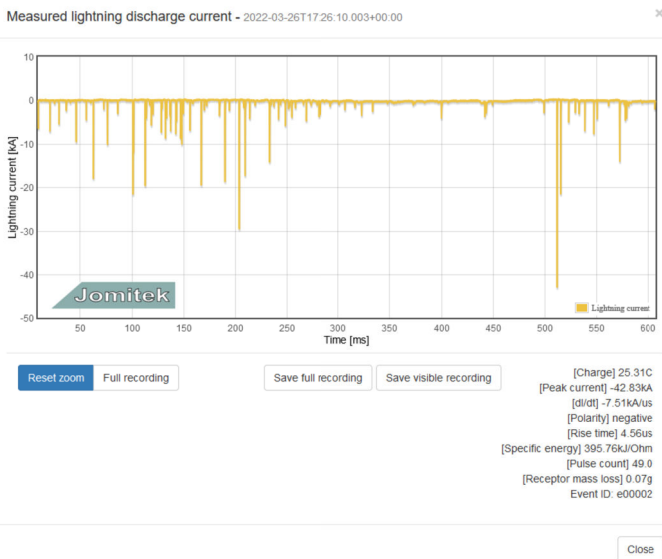 Measured lightning discharge current - 2022-03-26T17:26:10.003+00:00
×
10
0
-10
-20
-30
-40
-50
Lightning current [kA]
Jomitek
Lightning current
50 100 150 200 250 300 350 400 450 500 550 600
Time [ms]
Reset zoom Full recording Save full recording Save visible recording
[Charge] 25.31C
[Peak current] -42.83kA
[dI/dt] -7.51kA/us
[Polarity] negative
[Rise time] 4.56us
[Specific energy] 395.76kJ/Ohm
[Pulse count] 49.0
[Receptor mass loss] 0.07g
Event ID: e00002
Close